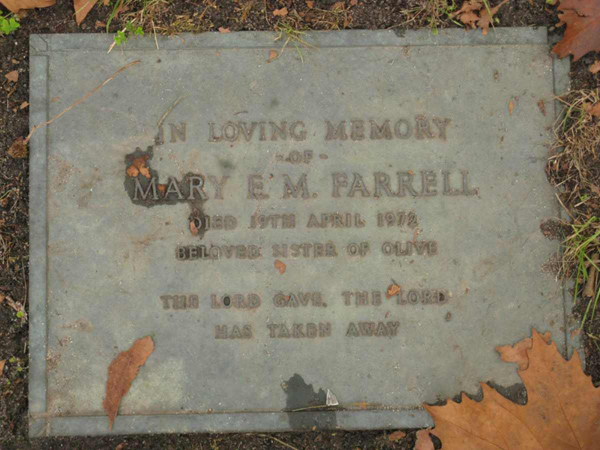 IN LOVING MEMORY
- OF -
MARY E. M. FARRELL
DIED 19TH APRIL 1972
BELOVED SISTER OF OLIVE
THE LORD GAVE, THE LORD
HAS TAKEN AWAY